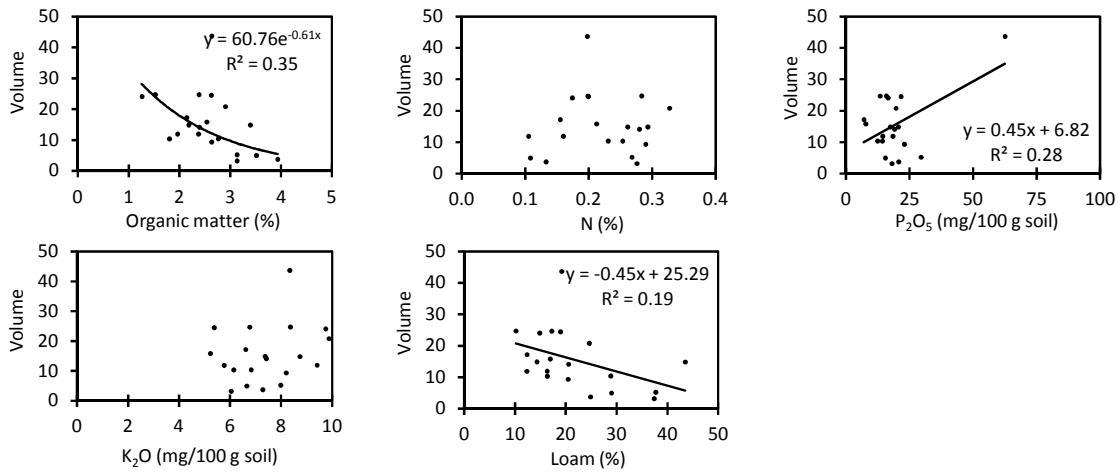 Volume
50
40
30
20
10
0
y = 60.76e^-0.61x
R² = 0.35
0 1 2 3 4 5
Organic matter (%)
Volume
50
40
30
20
10
0
0.0 0.1 0.2 0.3 0.4
N (%)
Volume
50
40
30
20
10
0
y = 0.45x + 6.82
R² = 0.28
0 25 50 75 100
P₂O₅ (mg/100 g soil)
Volume
50
40
30
20
10
0
0 2 4 6 8 10
K₂O (mg/100 g soil)
Volume
50
40
30
20
10
0
y = -0.45x + 25.29
R² = 0.19
0 10 20 30 40 50
Loam (%)